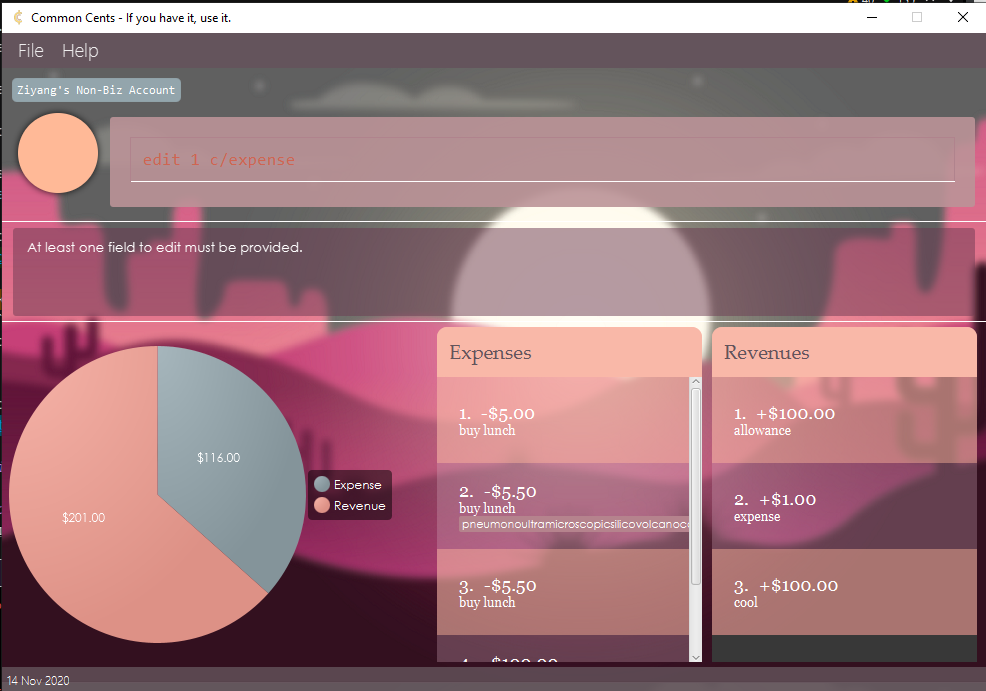 Common Cents - If you have it, use it.
File Help
Ziyang's Non-Biz Account
edit 1 c/expense
At least one field to edit must be provided.
$116.00
$201.00
Expense
Revenue
Expenses
1. -$5.00
buy lunch
2. -$5.50
buy lunch
pneumonoultramicroscopicsilicovolcanoco
3. -$5.50
buy lunch
4. -$100.00
Revenues
1. +$100.00
allowance
2. +$1.00
expense
3. +$100.00
cool
14 Nov 2020